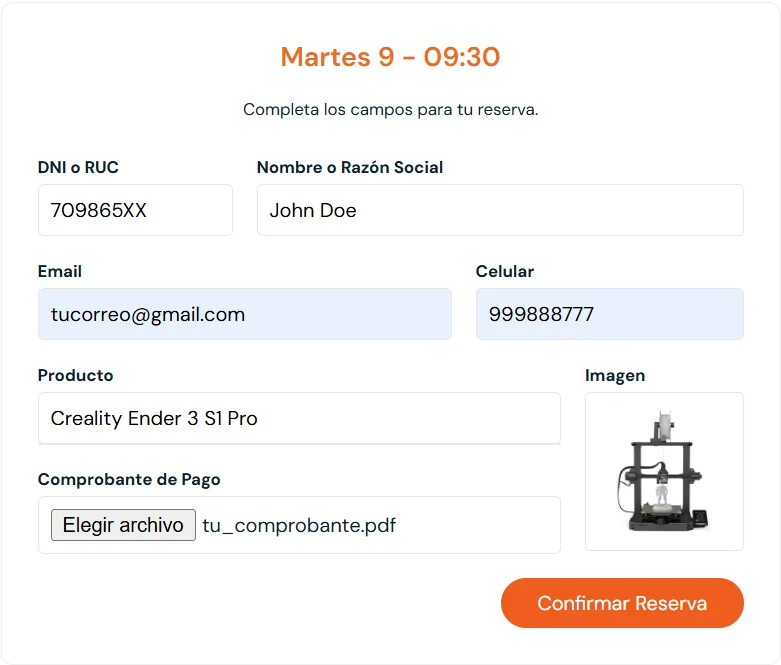 Martes 9 – 09:30
Completa los campos para tu reserva.
DNI o RUC
Nombre o Razón Social
709865XX
John Doe
Email
Celular
tucorreo@gmail.com
999888777
Producto
Imagen
Creality Ender 3 S1 Pro
Comprobante de Pago
Elegir archivo tu_comprobante.pdf
Confirmar Reserva